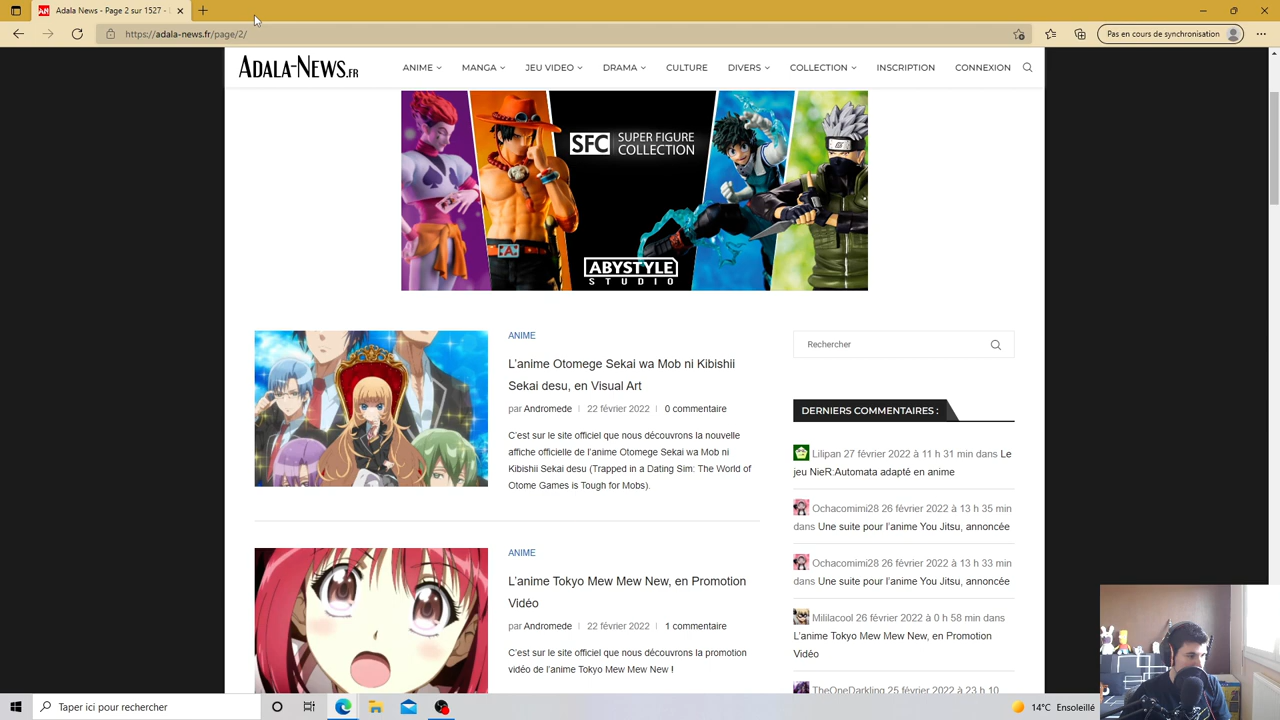 Adala News - Page 2 sur 1527 -
https://adala-news.fr/page/2/
Pas en cours de synchronisation
ADALA-NEWS.FR
ANIME
MANGA
JEU VIDEO
DRAMA
CULTURE
DIVERS
COLLECTION
INSCRIPTION
CONNEXION
SFC SUPER FIGURE
COLLECTION
A
ABYSTYLE
STUDIO
ANIME
L'anime Otomege Sekai wa Mob ni Kibishii
Sekai desu, en Visual Art
par Andromede 22 février 2022 0 commentaire
C'est sur le site officiel que nous découvrons la nouvelle
affiche officielle de l'anime Otomege Sekai wa Mob ni
Kibishii Sekai desu (Trapped in a Dating Sim: The World of
Otome Games is Tough for Mobs).
ANIME
L'anime Tokyo Mew Mew New, en Promotion
Vidéo
par Andromede 22 février 2022 1 commentaire
C'est sur le site officiel que nous découvrons la promotion
vidéo de l'anime Tokyo Mew Mew New !
Rechercher
DERNIERS COMMENTAIRES :
Lilipan 27 février 2022 à 11 h 31 min dans Le
jeu NieR:Automata adapté en anime
Ochacomimi28 26 février 2022 à 13 h 35 min
dans Une suite pour l'anime You Jitsu, annoncée
Ochacomimi28 26 février 2022 à 13 h 33 min
dans Une suite pour l'anime You Jitsu, annoncée
Mililacool 26 février 2022 à 0 h 58 min dans
L'anime Tokyo Mew Mew New, en Promotion
Vidéo
TheOneDarkling 25 février 2022 à 23 h 10
Taper ici pour rechercher
14°C Ensoleillé